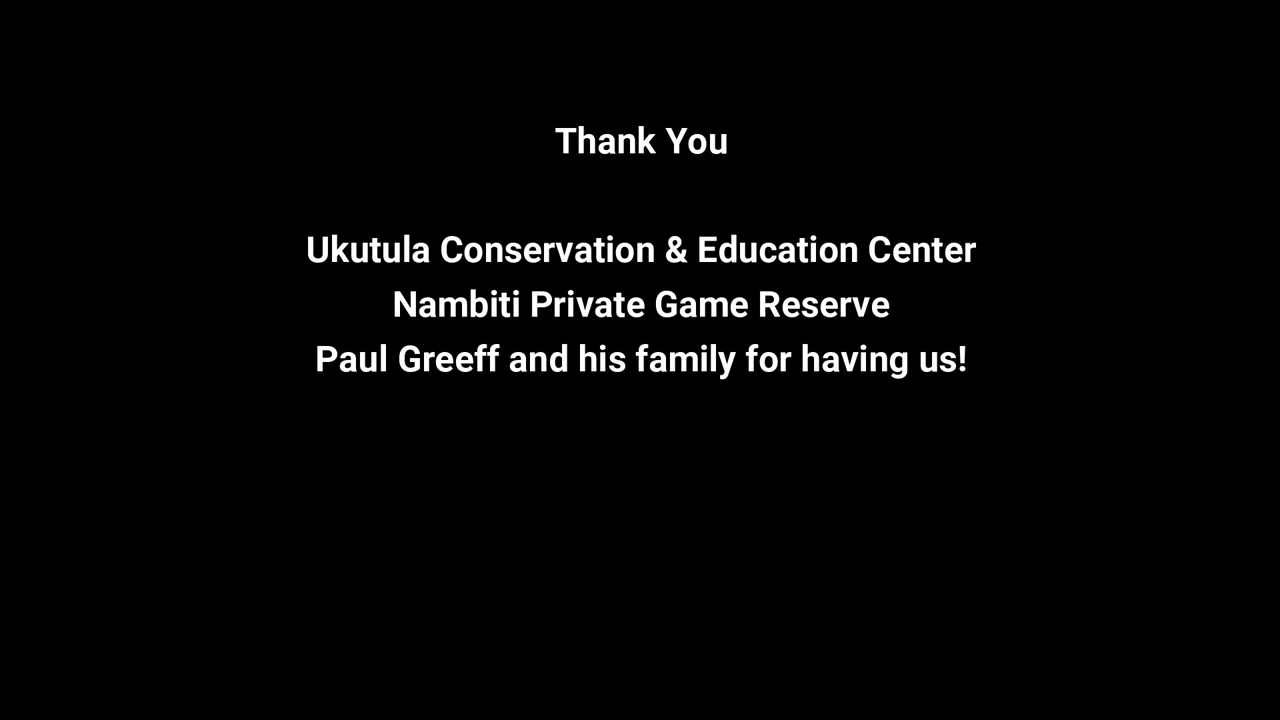 Thank You
Ukutula Conservation & Education Center
Nambiti Private Game Reserve
Paul Greeff and his family for having us!